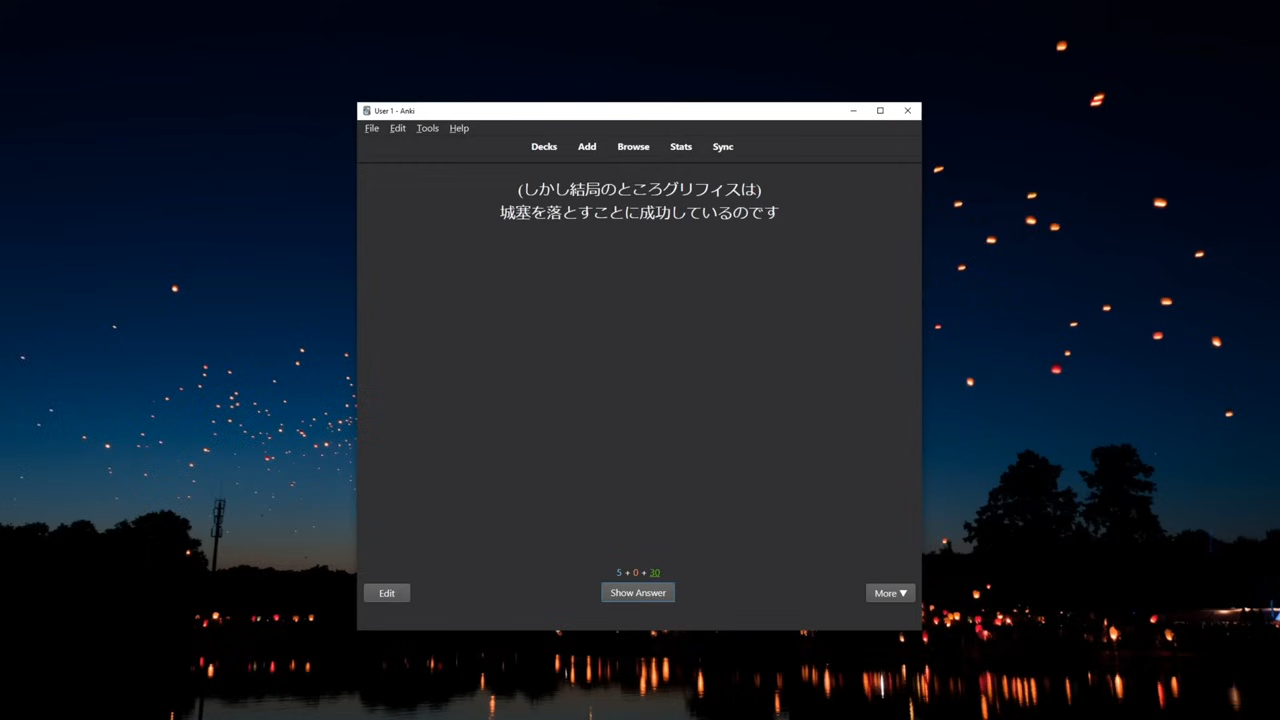 User 1 - Anki
File Edit Tools Help
Decks Add Browse Stats Sync
(しかし結局のところグリフィスは)
城塞を落とすことに成功しているのです
5 + 0 + 30
Edit Show Answer More ▼